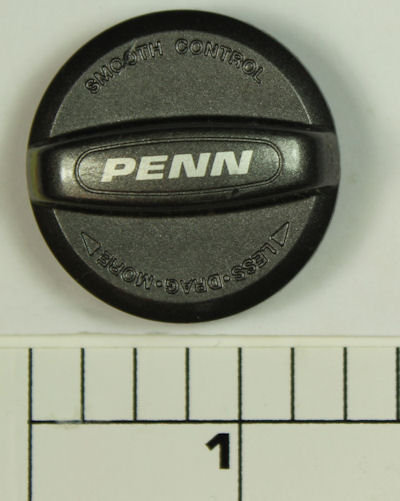 SMOOTH CONTROL
PENN
LESS · DRAG · MORE
1